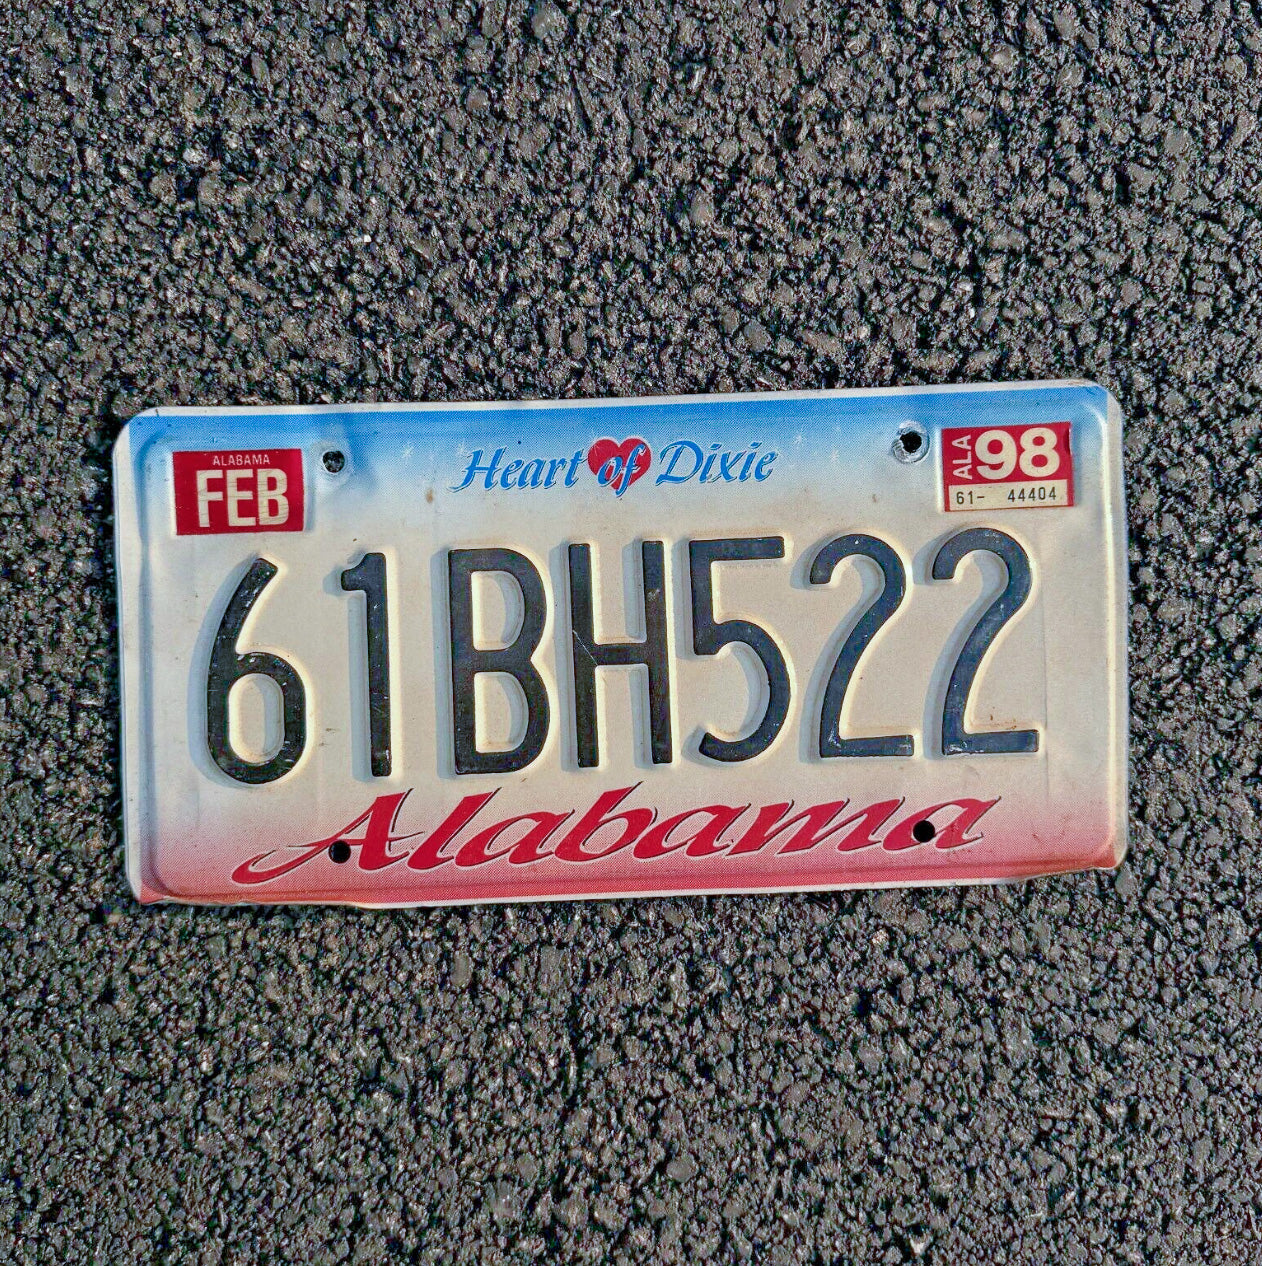 ALABAMA
FEB
Heart of Dixie
ALA 98
61- 44404
61BH522
Alabama